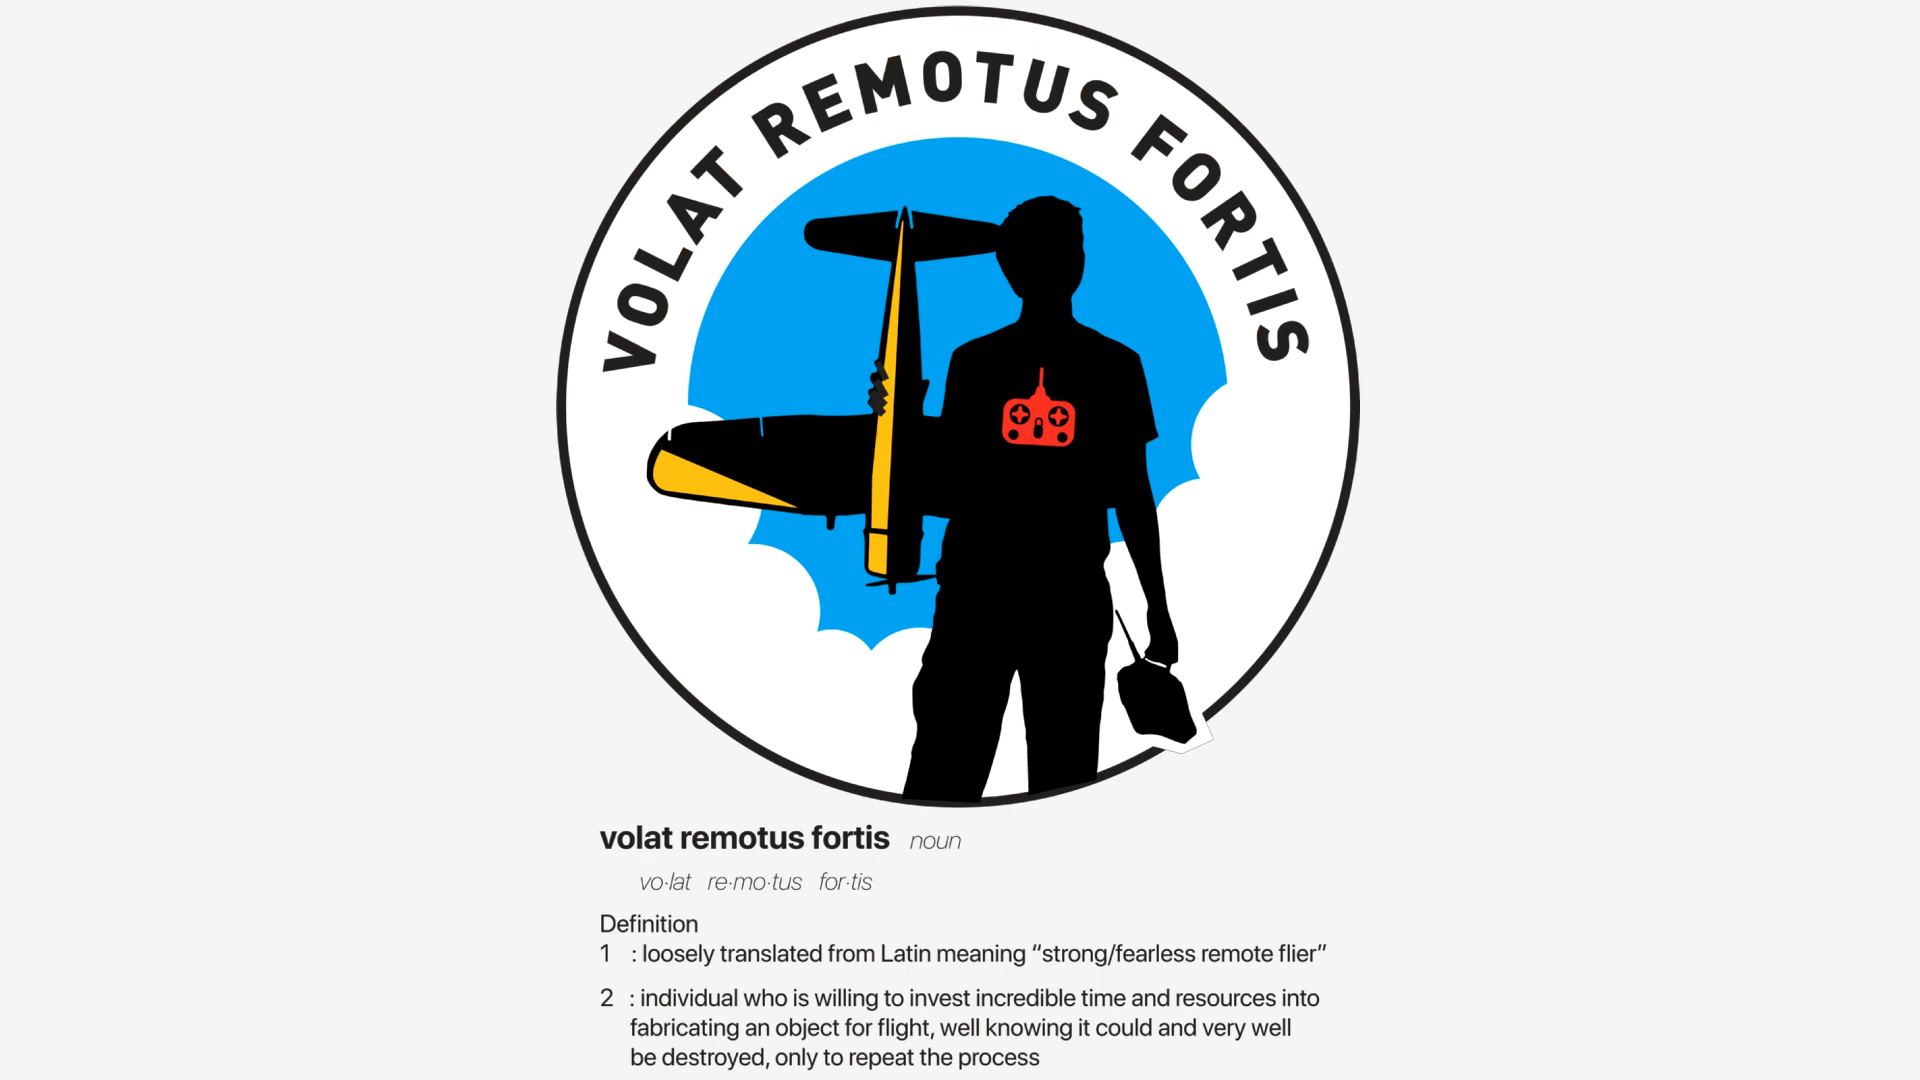 VOLAT REMOTUS FORTIS
volat remotus fortis noun
vo·lat re·mo·tus for·tis
Definition
1 : loosely translated from Latin meaning “strong/fearless remote flier”
2 : individual who is willing to invest incredible time and resources into
fabricating an object for flight, well knowing it could and very well
be destroyed, only to repeat the process